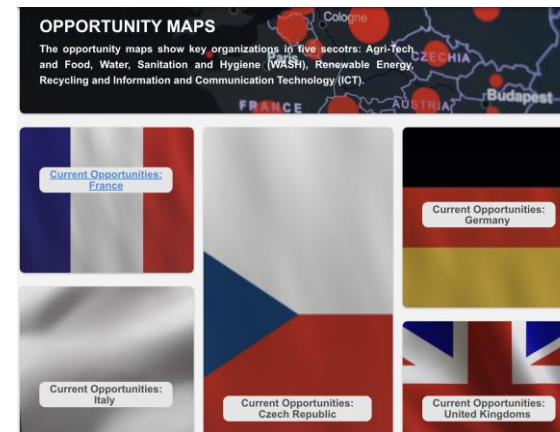 OPPORTUNITY MAPS
The opportunity maps show key organizations in five secotrs: Agri-Tech
and Food, Water, Sanitation and Hygiene (WASH), Renewable Energy,
Recycling and Information and Communication Technology (ICT).
Cologne
Paris
CZECHIA
FRANCE
AUSTRIA
Budapest
Current Opportunities:
France
Current Opportunities:
Germany
Current Opportunities:
Italy
Current Opportunities:
Czech Republic
Current Opportunities:
United Kingdoms